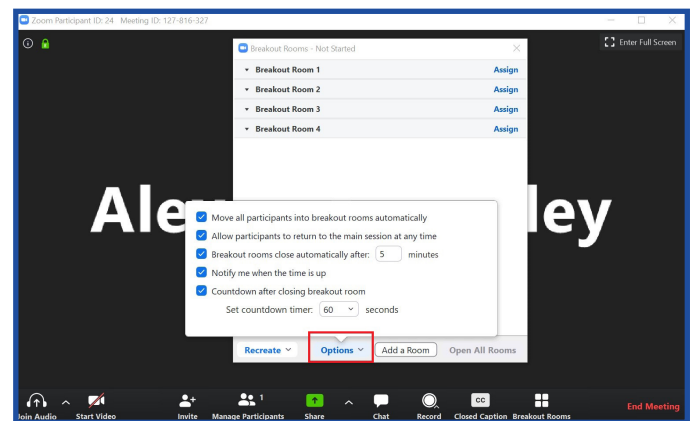 Zoom Participant ID: 24 Meeting ID: 127-816-327
Enter Full Screen
Breakout Rooms - Not Started
Breakout Room 1 Assign
Breakout Room 2 Assign
Breakout Room 3 Assign
Breakout Room 4 Assign
Move all participants into breakout rooms automatically
Allow participants to return to the main session at any time
Breakout rooms close automatically after: 5 minutes
Notify me when the time is up
Countdown after closing breakout room
Set countdown timer: 60 seconds
Recreate Options Add a Room Open All Rooms
1
Join Audio Start Video Invite Manage Participants Share Chat Record Closed Caption Breakout Rooms End Meeting
CC